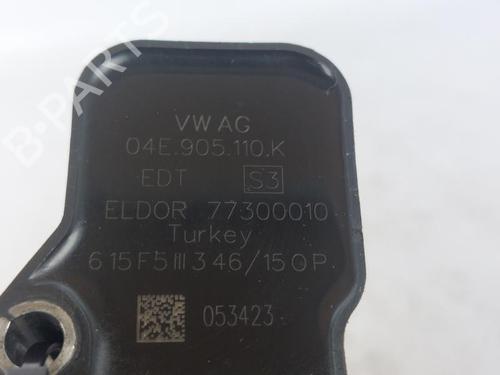 VW AG
04E.905.110.K
EDT S3
ELDOR 77300010
Turkey
615F5III346/150P
053423
B-PARTS